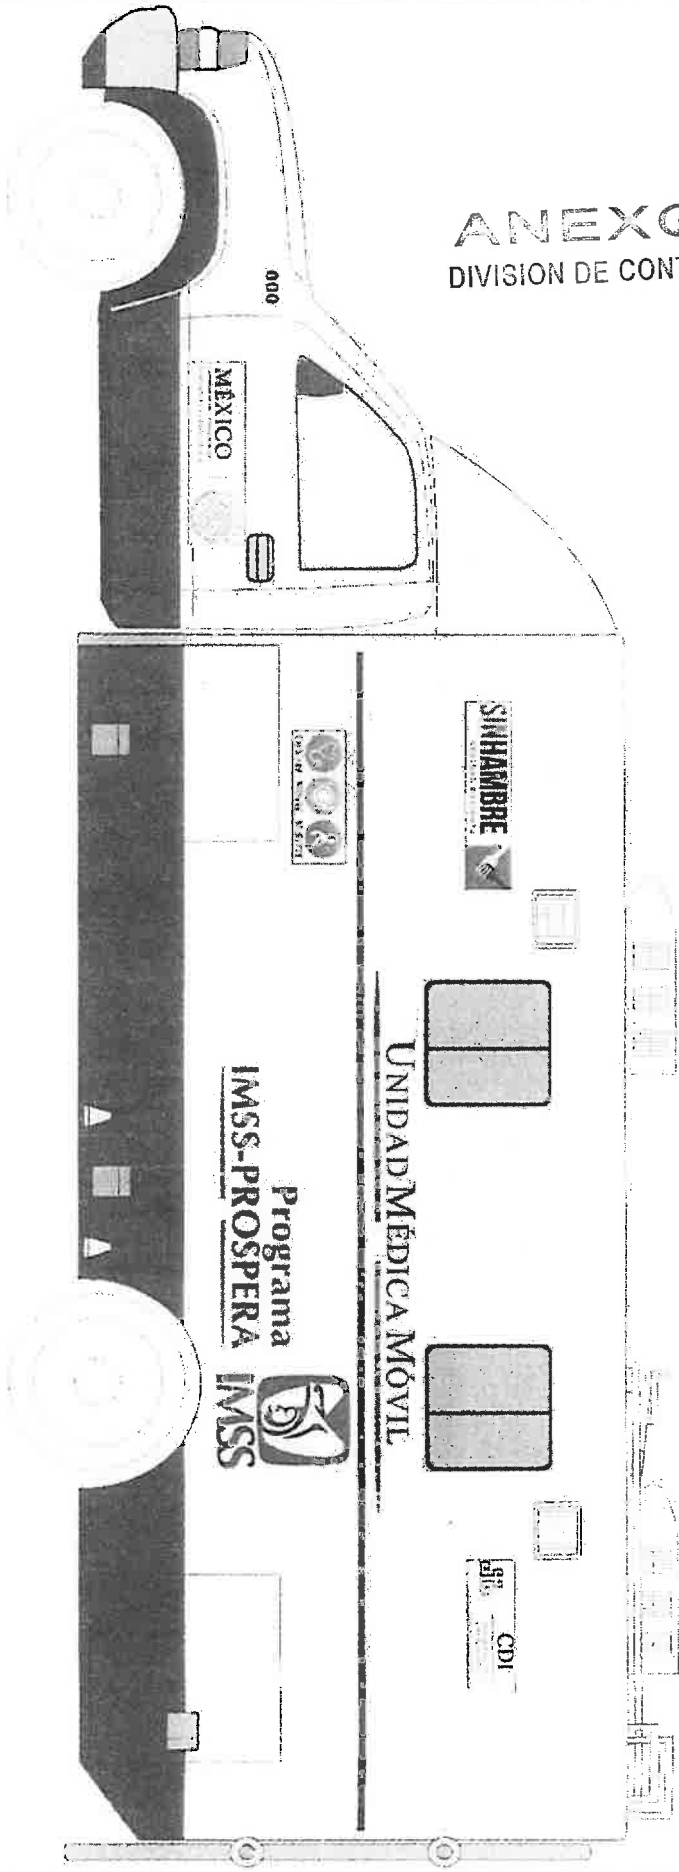 ANEXO
DIVISION DE CONT
000
MÉXICO
SINHAMBRE
UNIDAD MÉDICA MÓVIL
Programa
IMSS-PROSPERA
IMSS
CDI